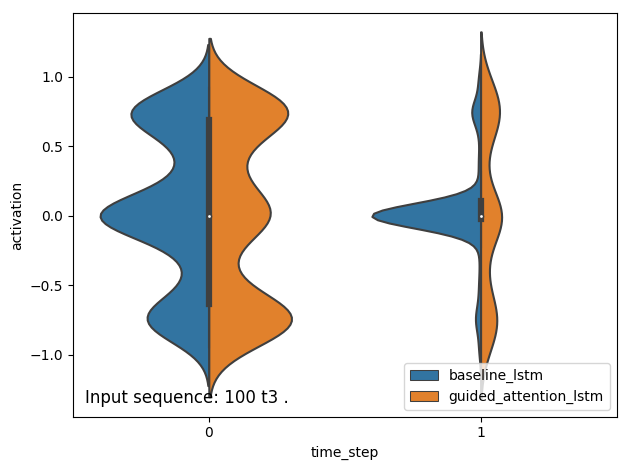 1.0
0.5
0.0
−0.5
−1.0
activation
Input sequence: 100 t3 .
baseline_lstm
guided_attention_lstm
0
1
time_step